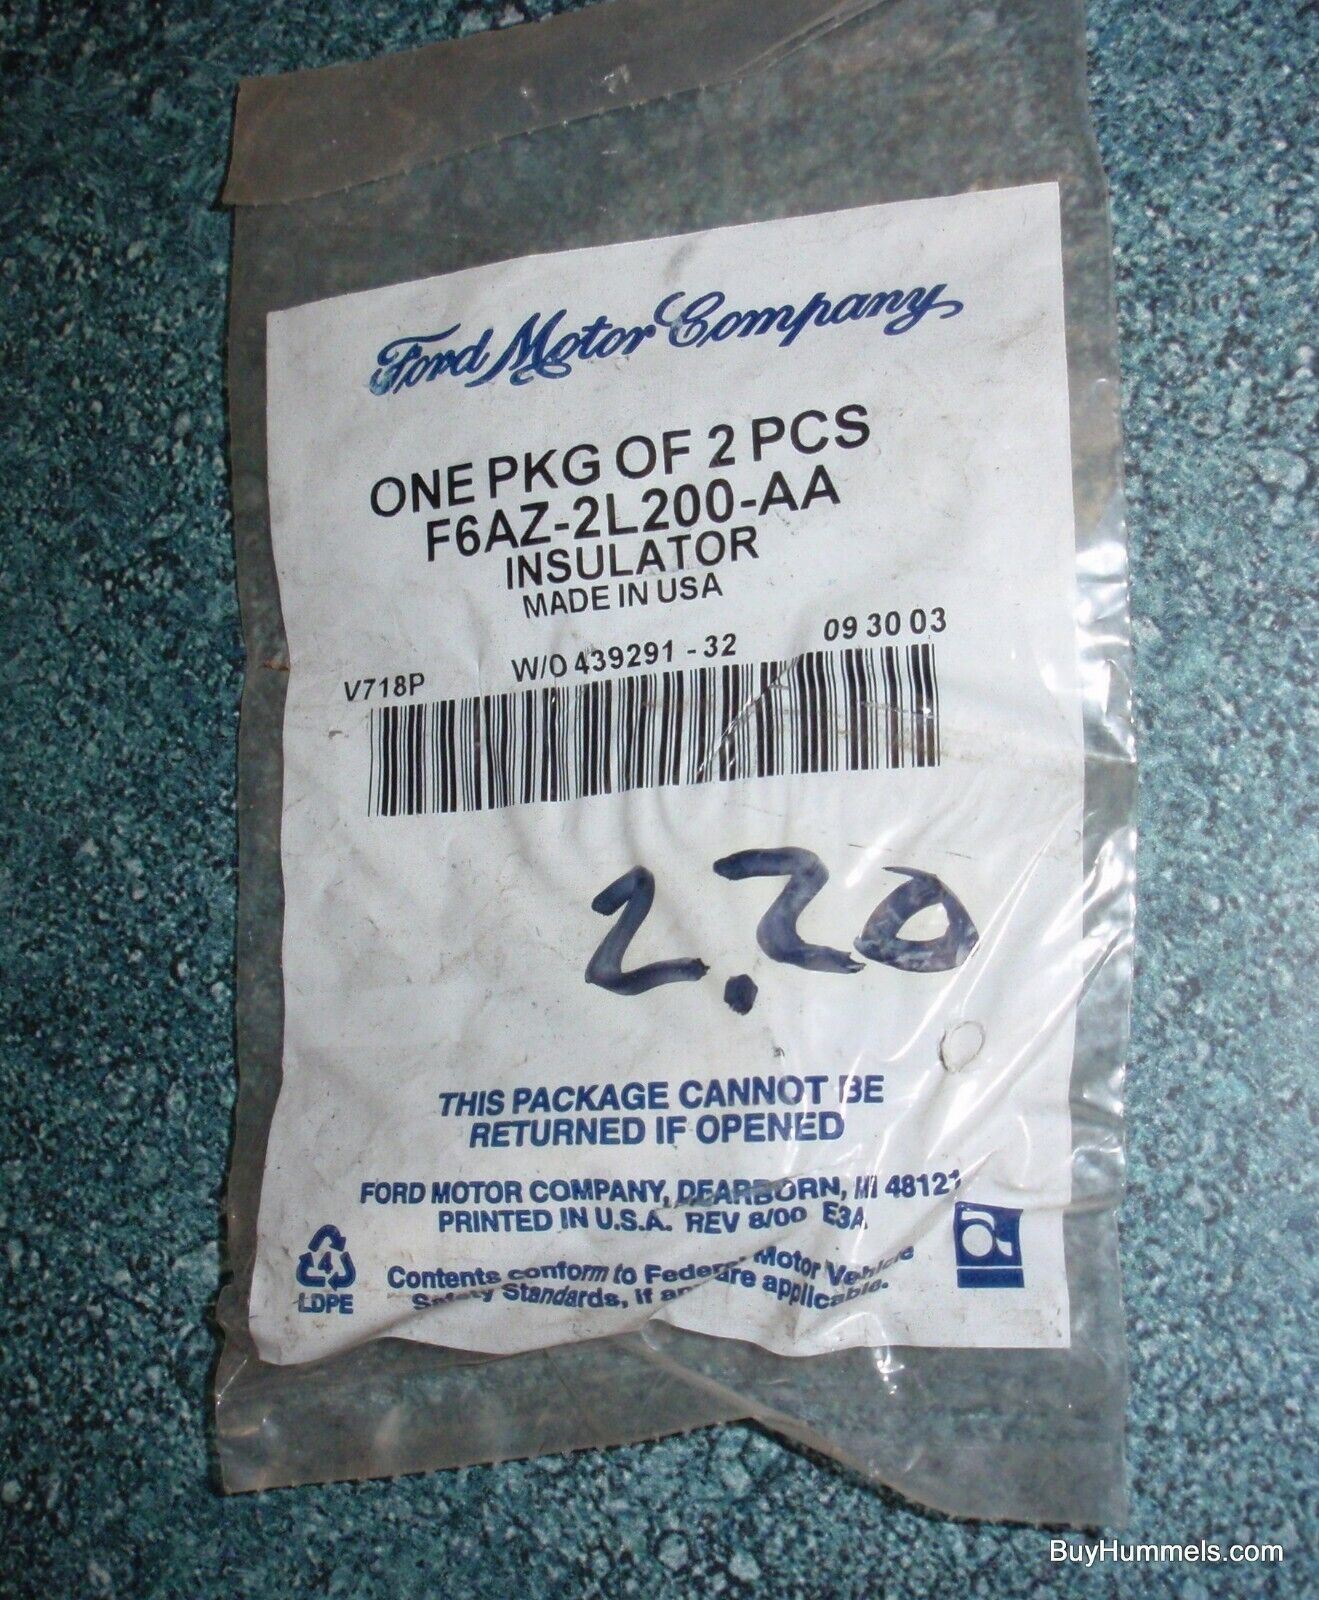 Ford Motor Company
ONE PKG OF 2 PCS
F6AZ-2L200-AA
INSULATOR
MADE IN USA
V718P W/O 439291 - 32 09 30 03
2.20
THIS PACKAGE CANNOT BE
RETURNED IF OPENED
FORD MOTOR COMPANY, DEARBORN, MI 48121
PRINTED IN U.S.A. REV 8/00 E3A
4
LDPE
Contents conform to Federal Motor Vehicle
Safety Standards, if any are applicable.
BuyHummels.com